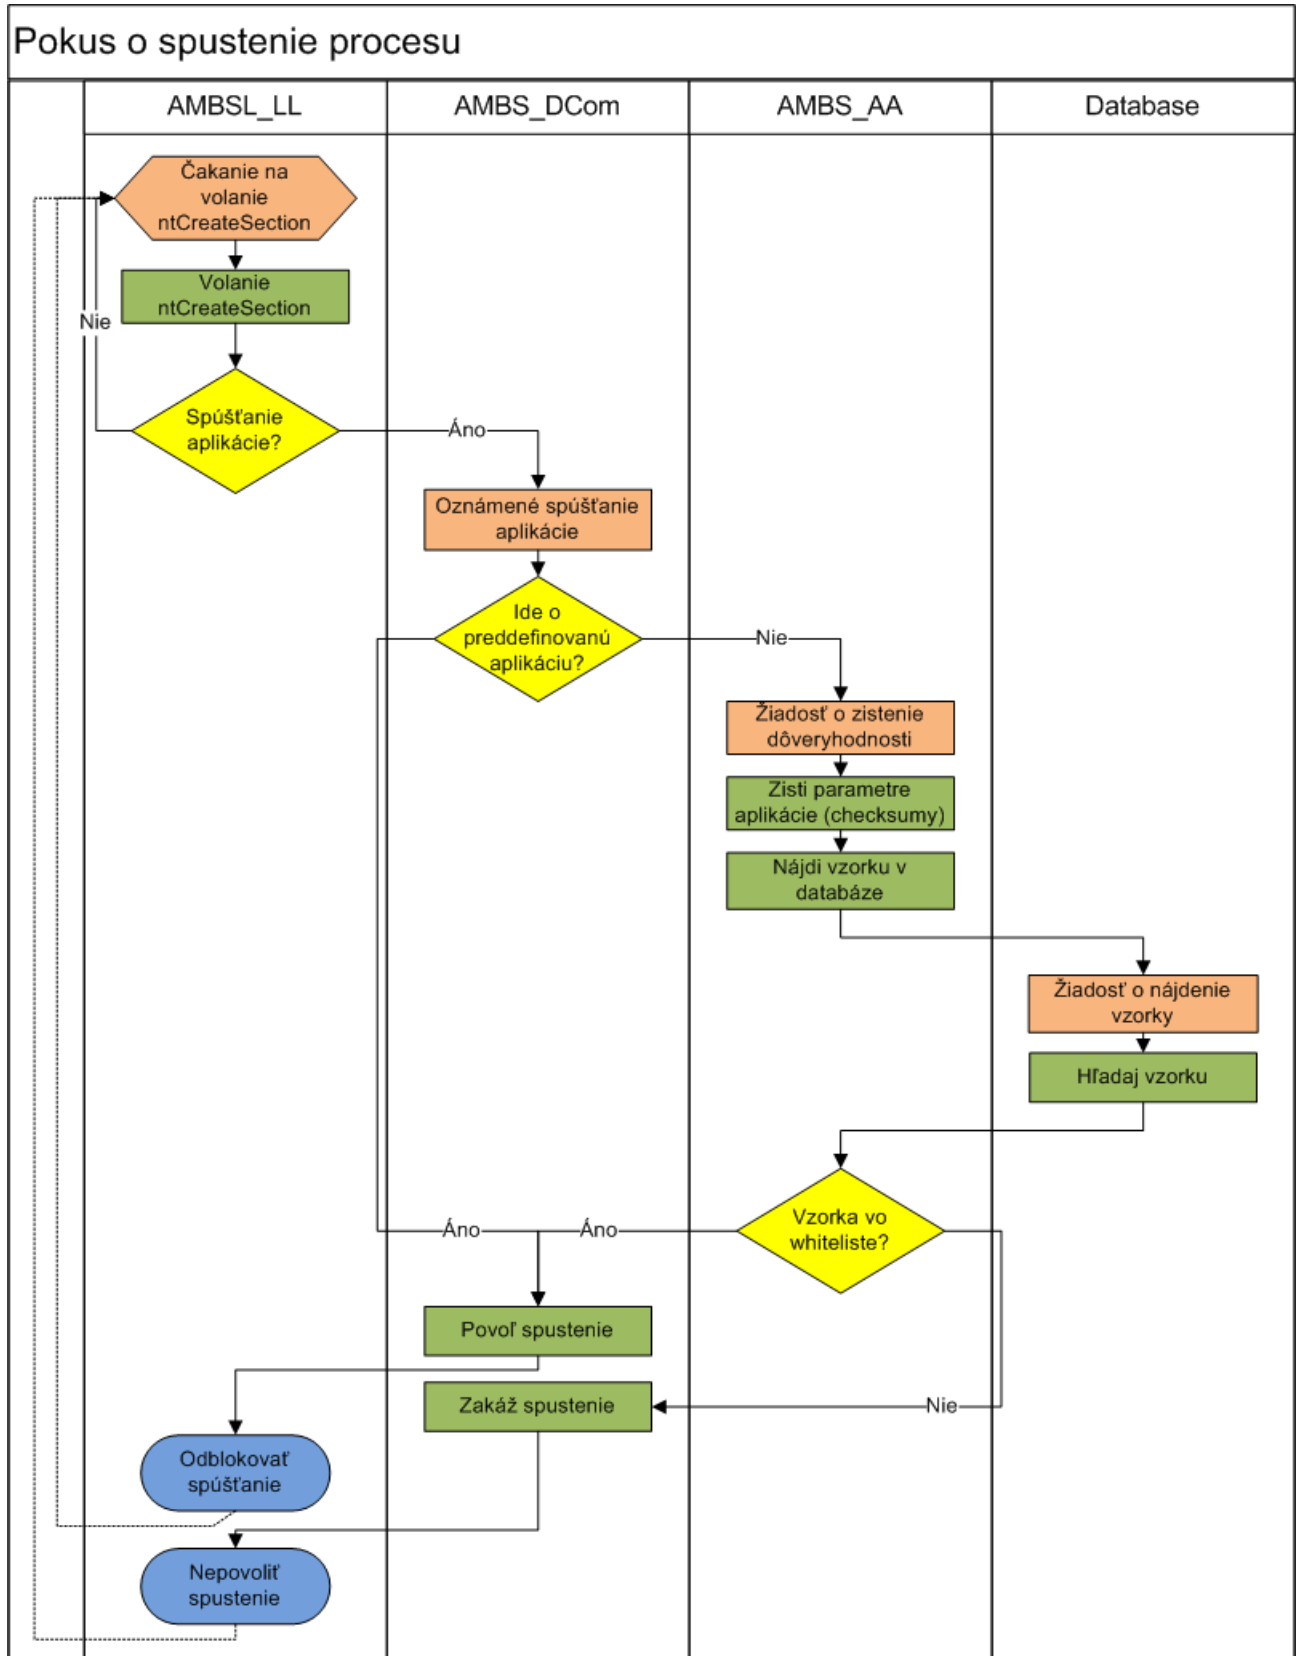 Pokus o spustenie procesu
AMBSL_LL
AMBS_DCom
AMBS_AA
Database
Čakanie na
volanie
ntCreateSection
Volanie
ntCreateSection
Nie
Spúšťanie
aplikácie?
Áno
Oznámené spúšťanie
aplikácie
Ide o
preddefinovanú
aplikáciu?
Nie
Žiadosť o zistenie
dôveryhodnosti
Zisti parametre
aplikácie (checksumy)
Nájdi vzorku v
databáze
Žiadosť o nájdenie
vzorky
Hľadaj vzorku
Vzorka vo
whiteliste?
Áno
Áno
Povoľ spustenie
Zakáž spustenie
Nie
Odblokovať
spúšťanie
Nepovoliť
spustenie